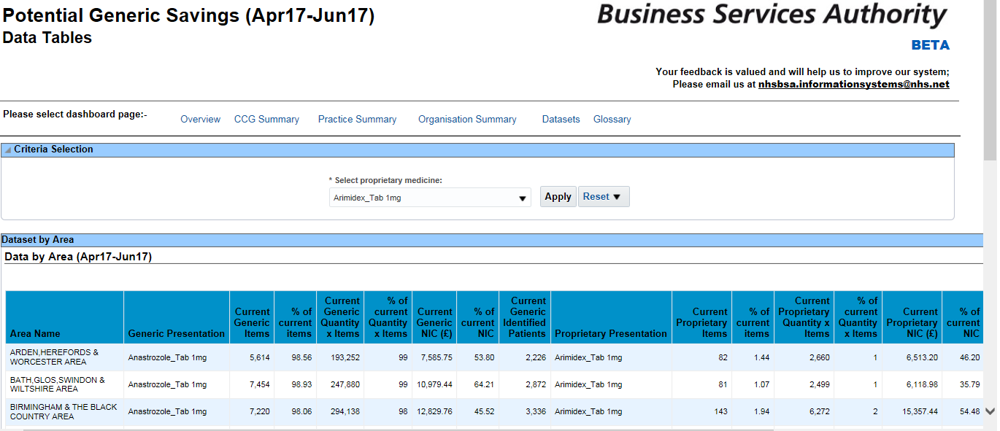 Potential Generic Savings (Apr17-Jun17)
Data Tables
Business Services Authority
BETA
Your feedback is valued and will help us to improve our system;
Please email us at nhsbsa.informationsystems@nhs.net
Please select dashboard page:- Overview CCG Summary Practice Summary Organisation Summary Datasets Glossary
Criteria Selection
* Select proprietary medicine:
Arimidex_Tab 1mg Apply Reset
Dataset by Area
Data by Area (Apr17-Jun17)
Area Name Generic Presentation Current Generic Items % of current items Current Generic Quantity x Items % of current Quantity x Items Current Generic NIC (£) % of current NIC Current Generic Identified Patients Proprietary Presentation Current Proprietary Items % of current items Current Proprietary Quantity x Items % of current Quantity x Items Current Proprietary NIC (£) % of current NIC
ARDEN,HEREFORDS & WORCESTER AREA Anastrozole_Tab 1mg 5,614 98.56 193,252 99 7,585.75 53.80 2,226 Arimidex_Tab 1mg 82 1.44 2,660 1 6,513.20 46.20
BATH,GLOS,SWINDON & WILTSHIRE AREA Anastrozole_Tab 1mg 7,454 98.93 247,880 99 10,979.44 64.21 2,872 Arimidex_Tab 1mg 81 1.07 2,499 1 6,118.98 35.79
BIRMINGHAM & THE BLACK COUNTRY AREA Anastrozole_Tab 1mg 7,220 98.06 294,138 98 12,829.76 45.52 3,336 Arimidex_Tab 1mg 143 1.94 6,272 2 15,357.44 54.48